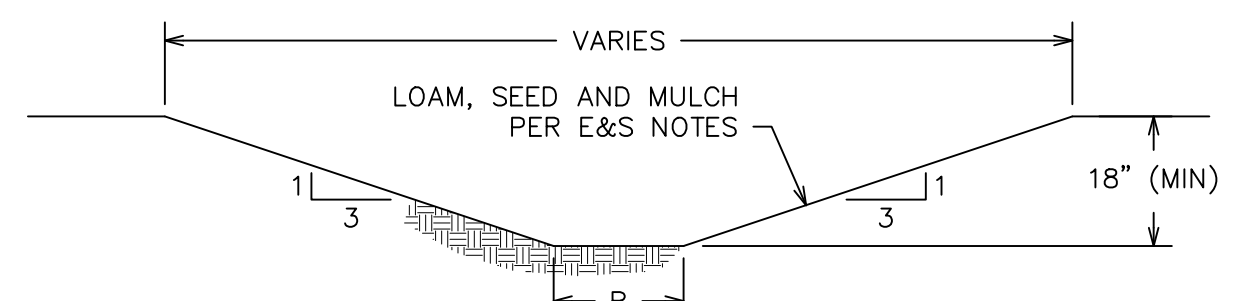 VARIES
LOAM, SEED AND MULCH
PER E&S NOTES
1
3
1
3
18" (MIN)